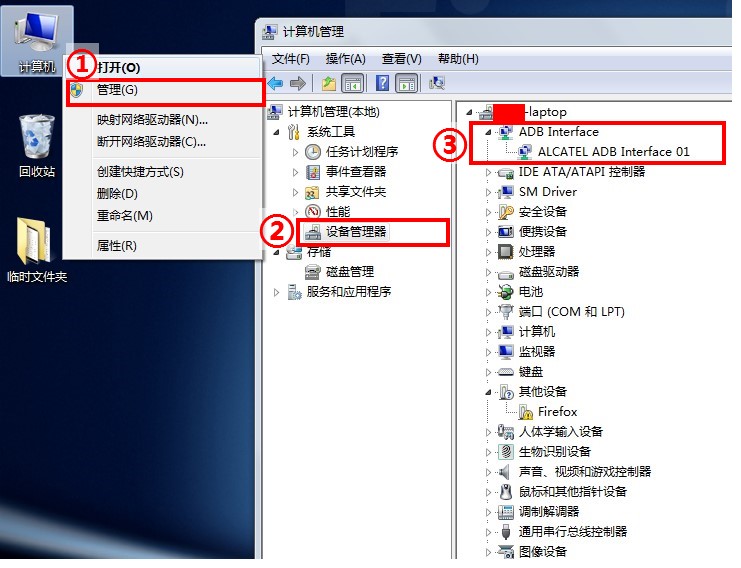 计算机
回收站
临时文件夹
①
打开(O)
管理(G)
映射网络驱动器(N)...
断开网络驱动器(C)...
创建快捷方式(S)
删除(D)
重命名(M)
属性(R)
计算机管理
文件(F) 操作(A) 查看(V) 帮助(H)
计算机管理(本地)
系统工具
任务计划程序
事件查看器
共享文件夹
性能
②
设备管理器
存储
磁盘管理
服务和应用程序
-laptop
③
ADB Interface
ALCATEL ADB Interface 01
IDE ATA/ATAPI 控制器
SM Driver
安全设备
便携设备
处理器
磁盘驱动器
电池
端口 (COM 和 LPT)
计算机
监视器
键盘
其他设备
Firefox
人体学输入设备
生物识别设备
声音、视频和游戏控制器
鼠标和其他指针设备
调制解调器
通用串行总线控制器
图像设备